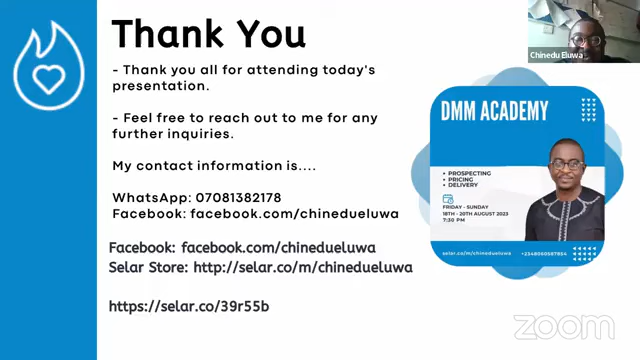 Thank You
- Thank you all for attending today's
presentation.
- Feel free to reach out to me for any
further inquiries.
My contact information is....
WhatsApp: 07081382178
Facebook: facebook.com/chinedueluwa
Facebook: facebook.com/chinedueluwa
Selar Store: http://selar.co/m/chinedueluwa
https://selar.co/39r55b
Chinedu Eluwa
DMM ACADEMY
• PROSPECTING
• PRICING
• DELIVERY
FRIDAY - SUNDAY
18TH - 20TH AUGUST 2023
7:30 PM
selar.co/m/chinedueluwa
zoom